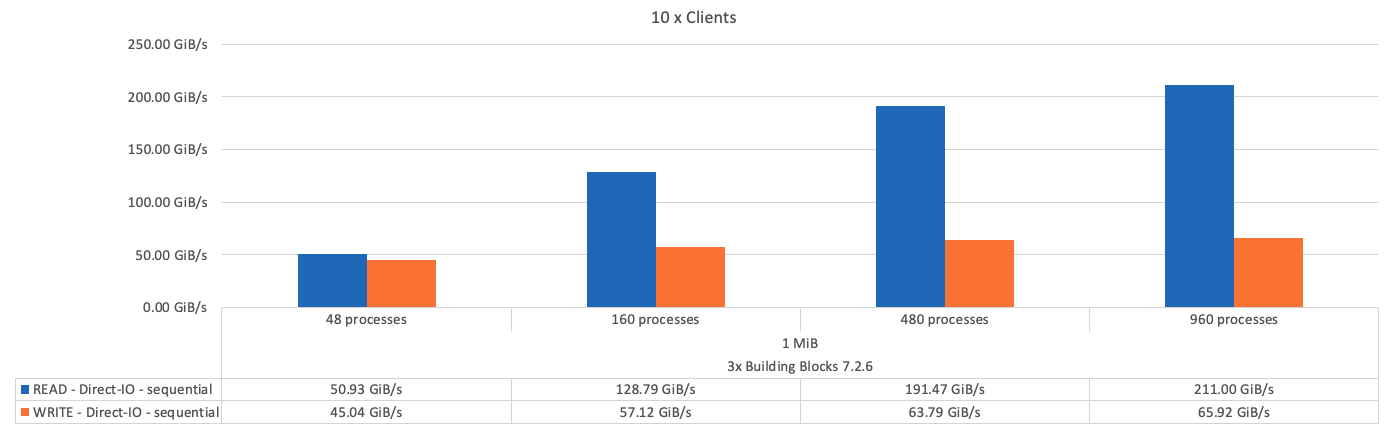 10 x Clients
250.00 GiB/s
200.00 GiB/s
150.00 GiB/s
100.00 GiB/s
50.00 GiB/s
0.00 GiB/s
48 processes 160 processes 480 processes 960 processes
1 MiB
3x Building Blocks 7.2.6
READ - Direct-IO - sequential 50.93 GiB/s 128.79 GiB/s 191.47 GiB/s 211.00 GiB/s
WRITE - Direct-IO - sequential 45.04 GiB/s 57.12 GiB/s 63.79 GiB/s 65.92 GiB/s